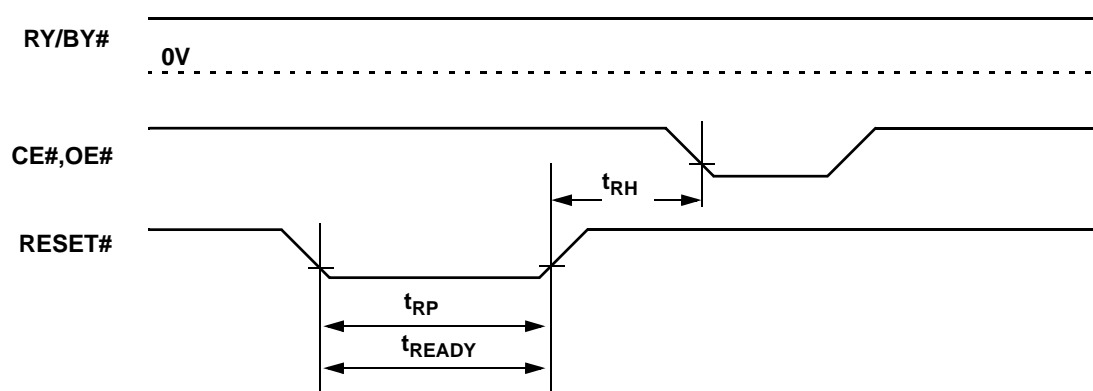 RY/BY#
0V
CE#,OE#
tRH
RESET#
tRP
tREADY